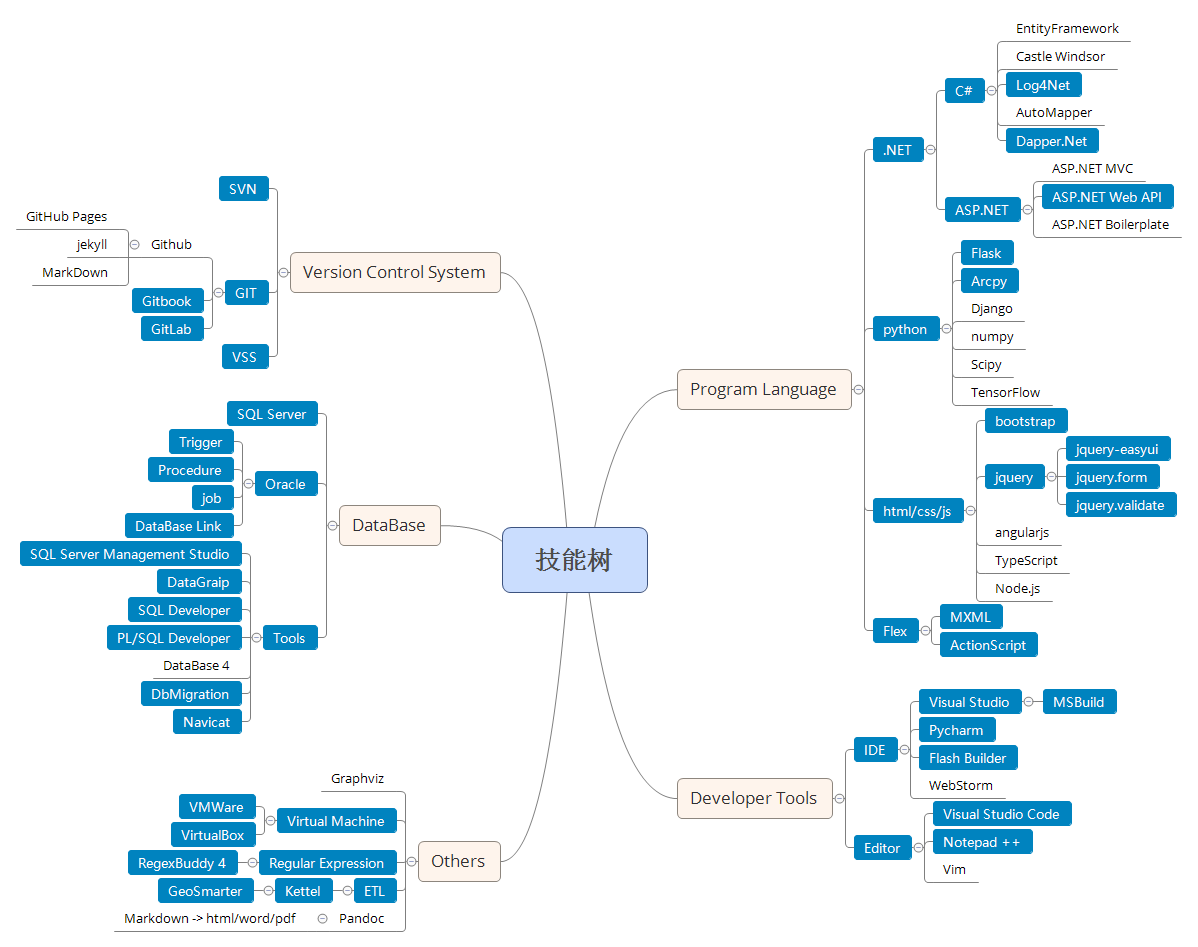 技能树
Version Control System
SVN
GIT
Github
GitHub Pages
jekyll
MarkDown
Gitbook
GitLab
VSS
DataBase
SQL Server
Oracle
Trigger
Procedure
job
DataBase Link
Tools
SQL Server Management Studio
DataGraip
SQL Developer
PL/SQL Developer
DataBase 4
DbMigration
Navicat
Others
Graphviz
Virtual Machine
VMWare
VirtualBox
Regular Expression
RegexBuddy 4
ETL
Kettel
GeoSmarter
Pandoc
Markdown -> html/word/pdf
Program Language
.NET
C#
EntityFramework
Castle Windsor
Log4Net
AutoMapper
Dapper.Net
ASP.NET
ASP.NET MVC
ASP.NET Web API
ASP.NET Boilerplate
python
Flask
Arcpy
Django
numpy
Scipy
TensorFlow
html/css/js
bootstrap
jquery
jquery-easyui
jquery.form
jquery.validate
angularjs
TypeScript
Node.js
Flex
MXML
ActionScript
Developer Tools
IDE
Visual Studio
MSBuild
Pycharm
Flash Builder
WebStorm
Editor
Visual Studio Code
Notepad ++
Vim